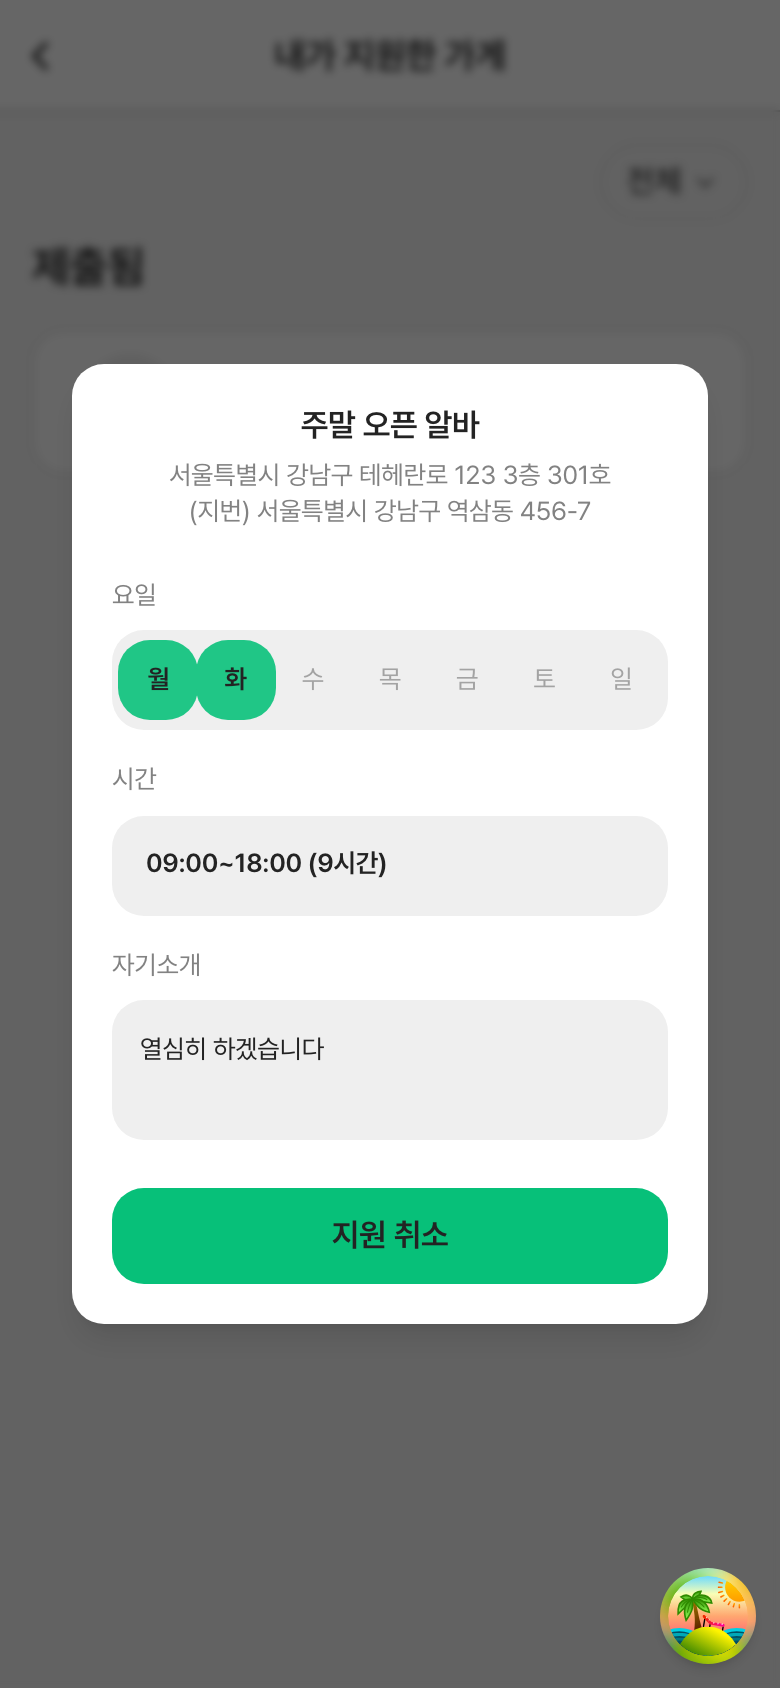 내가 지원한 가게
전체
제출됨
주말 오픈 알바
서울특별시 강남구 테헤란로 123 3층 301호
(지번) 서울특별시 강남구 역삼동 456-7
요일
월 화 수 목 금 토 일
시간
09:00~18:00 (9시간)
자기소개
열심히 하겠습니다
지원 취소